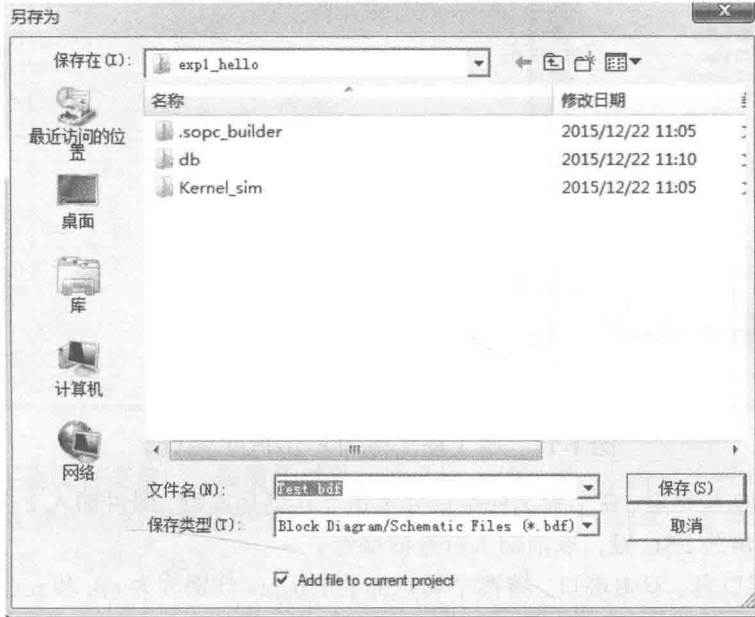 另存为
保存在(I):
exp1_hello
名称
修改日期
.sopc_builder
2015/12/22 11:05
db
2015/12/22 11:10
Kernel_sim
2015/12/22 11:05
最近访问的位置
桌面
库
计算机
网络
文件名(N):
Test.bdf
保存(S)
保存类型(T):
Block Diagram/Schematic Files (*.bdf)
取消
Add file to current project